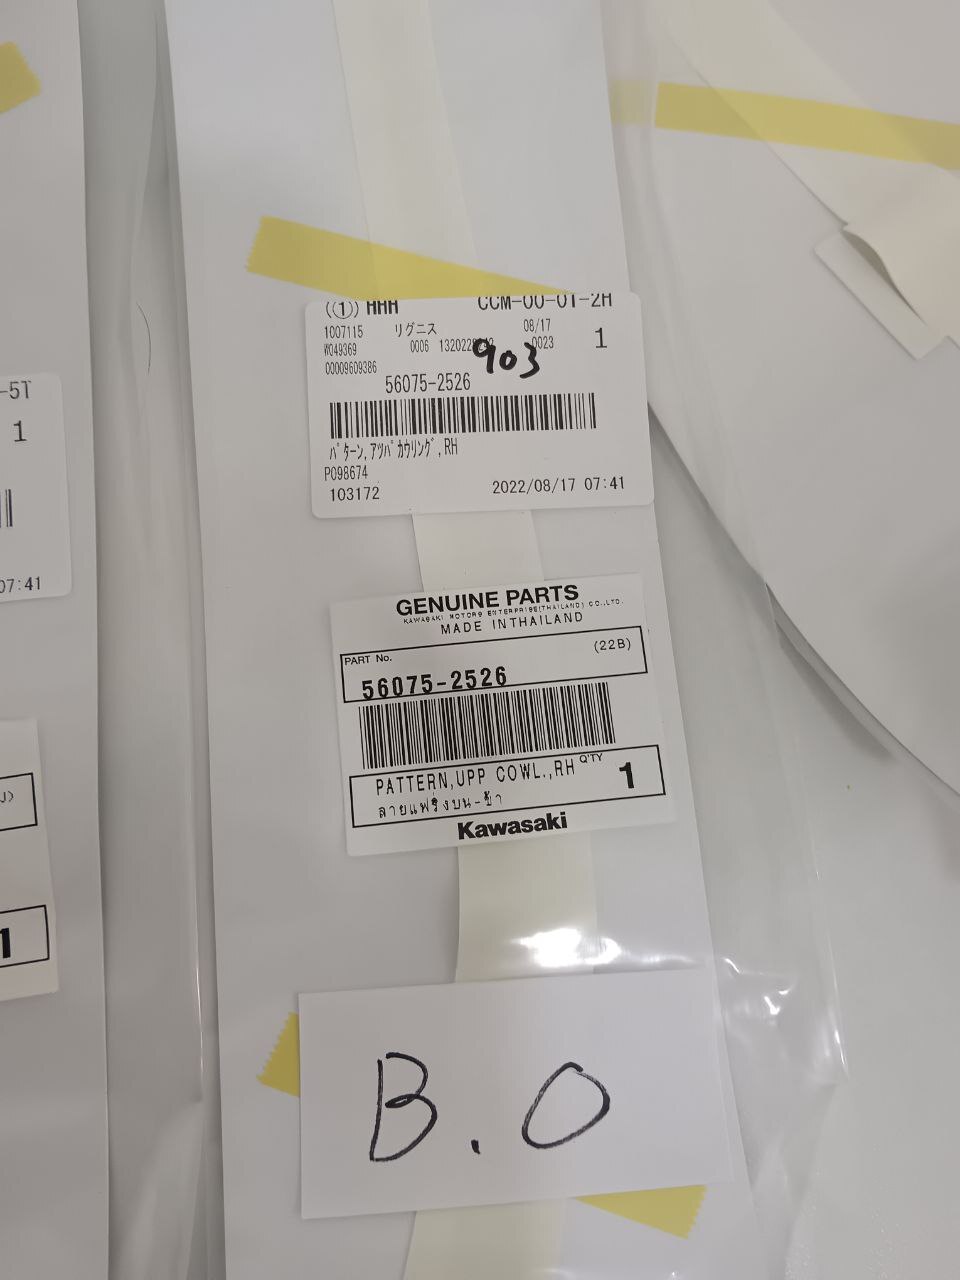 -5T
1
07:41
1
((1)) HHH CCM-00-01-2H
1007115 リグニス 08/17
W049369 0006 0023 1
903
00009609386
56075-2526
ﾊﾟﾀｰﾝ,ｱﾂﾊﾟｶｳﾘﾝｸﾞ,RH
P098674
103172 2022/08/17 07:41
GENUINE PARTS
KAWASAKI MOTORS ENTERPRISE(THAILAND) CO.,LTD.
MADE INTHAILAND
PART No. (22B)
56075-2526
PATTERN,UPP COWL.,RH Q'TY 1
ลายแฟริ่งบน-ขวา
Kawasaki
B.O